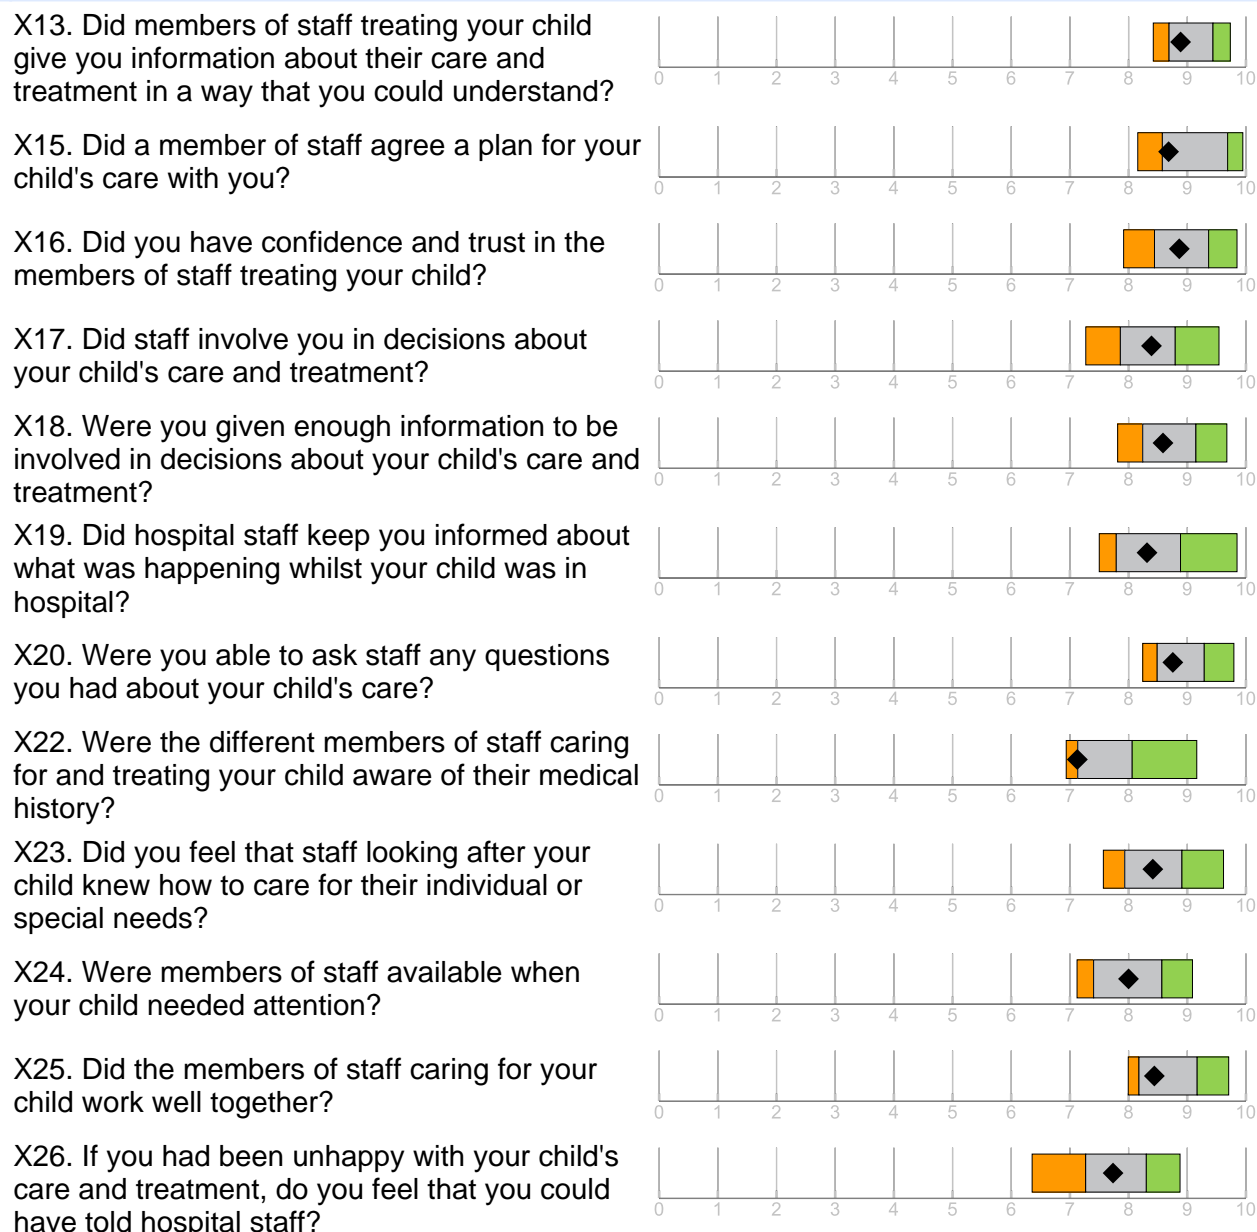 X13. Did members of staff treating your child
give you information about their care and
treatment in a way that you could understand?
0 1 2 3 4 5 6 7 8 9 10
X15. Did a member of staff agree a plan for your
child's care with you?
0 1 2 3 4 5 6 7 8 9 10
X16. Did you have confidence and trust in the
members of staff treating your child?
0 1 2 3 4 5 6 7 8 9 10
X17. Did staff involve you in decisions about
your child's care and treatment?
0 1 2 3 4 5 6 7 8 9 10
X18. Were you given enough information to be
involved in decisions about your child's care and
treatment?
0 1 2 3 4 5 6 7 8 9 10
X19. Did hospital staff keep you informed about
what was happening whilst your child was in
hospital?
0 1 2 3 4 5 6 7 8 9 10
X20. Were you able to ask staff any questions
you had about your child's care?
0 1 2 3 4 5 6 7 8 9 10
X22. Were the different members of staff caring
for and treating your child aware of their medical
history?
0 1 2 3 4 5 6 7 8 9 10
X23. Did you feel that staff looking after your
child knew how to care for their individual or
special needs?
0 1 2 3 4 5 6 7 8 9 10
X24. Were members of staff available when
your child needed attention?
0 1 2 3 4 5 6 7 8 9 10
X25. Did the members of staff caring for your
child work well together?
0 1 2 3 4 5 6 7 8 9 10
X26. If you had been unhappy with your child's
care and treatment, do you feel that you could
have told hospital staff?
0 1 2 3 4 5 6 7 8 9 10